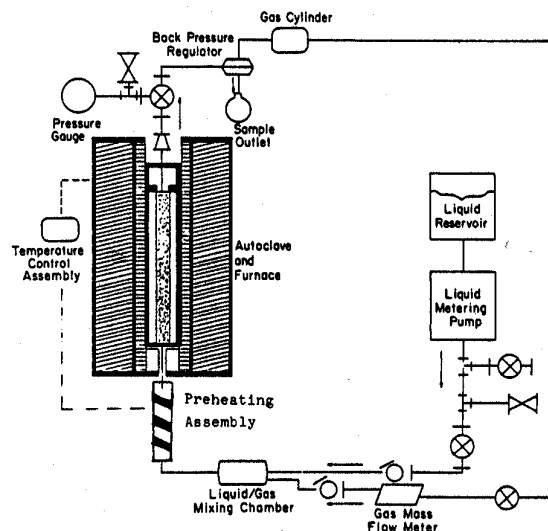 Gas Cylinder
Back Pressure
Regulator
Pressure
Gauge
Sample
Outlet
Liquid
Reservoir
Temperature
Control
Assembly
Autoclave
and
Furnace
Liquid
Metering
Pump
Preheating
Assembly
Liquid/Gas
Mixing Chamber
Gas Mass
Flow Meter